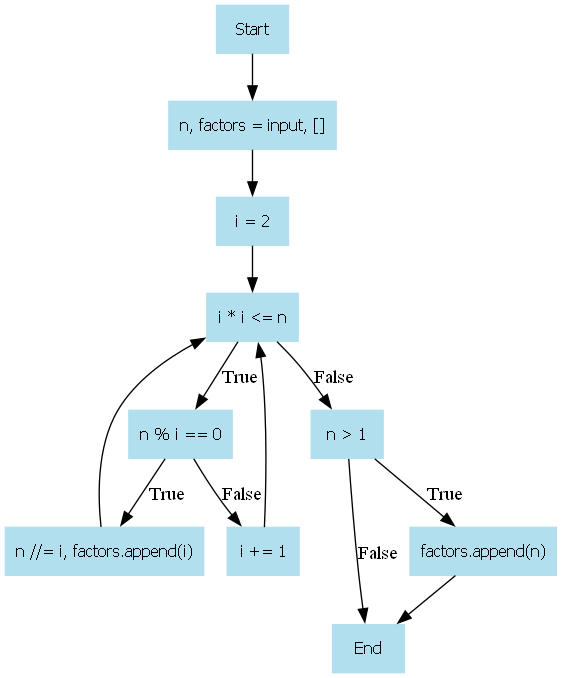 Start
n, factors = input, []
i = 2
i * i <= n
True
False
n % i == 0
n > 1
True
False
True
n //= i, factors.append(i)
i += 1
False
factors.append(n)
End